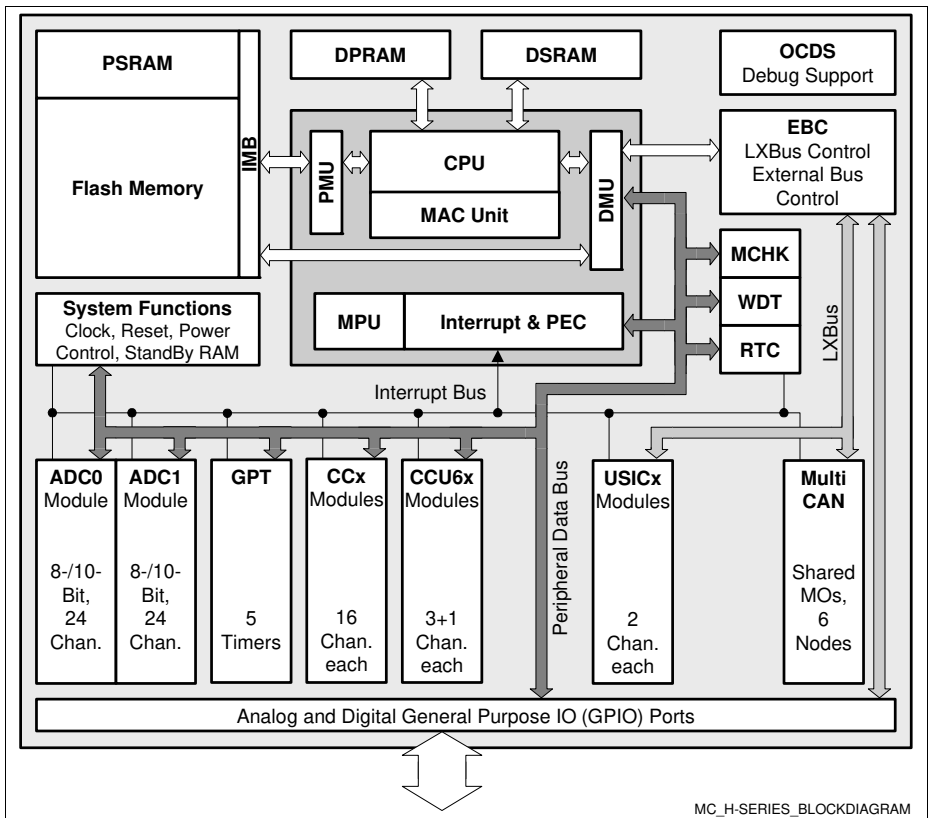 PSRAM
Flash Memory
IMB
DPRAM
DSRAM
OCDS
Debug Support
PMU
CPU
MAC Unit
DMU
EBC
LXBus Control
External Bus
Control
MPU
Interrupt & PEC
MCHK
WDT
RTC
LXBus
System Functions
Clock, Reset, Power
Control, StandBy RAM
Interrupt Bus
Peripheral Data Bus
ADC0
Module
8-/10-
Bit,
24
Chan.
ADC1
Module
8-/10-
Bit,
24
Chan.
GPT
5
Timers
CCx
Modules
16
Chan.
each
CCU6x
Modules
3+1
Chan.
each
USICx
Modules
2
Chan.
each
Multi
CAN
Shared
MOs,
6
Nodes
Analog and Digital General Purpose IO (GPIO) Ports
MC_H-SERIES_BLOCKDIAGRAM